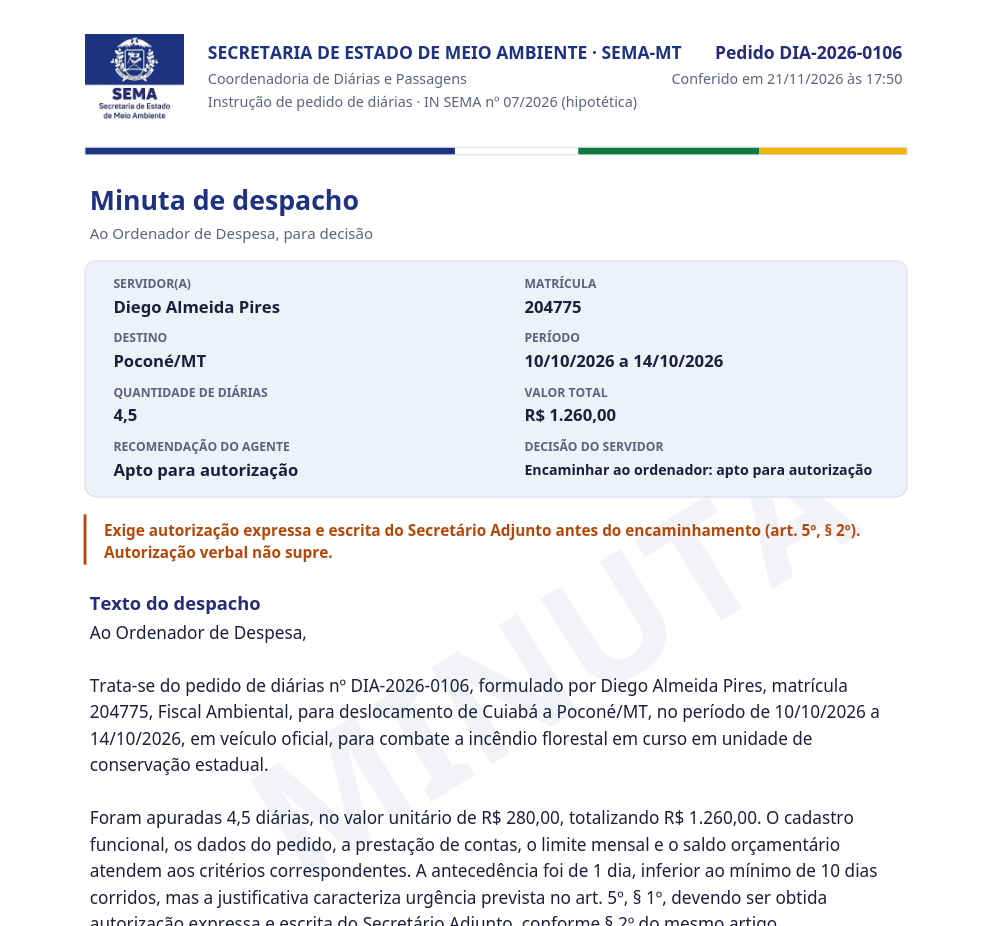 SEMA
Secretaria de Estado
de Meio Ambiente
SECRETARIA DE ESTADO DE MEIO AMBIENTE · SEMA-MT
Pedido DIA-2026-0106
Coordenadoria de Diárias e Passagens
Conferido em 21/11/2026 às 17:50
Instrução de pedido de diárias · IN SEMA nº 07/2026 (hipotética)
Minuta de despacho
Ao Ordenador de Despesa, para decisão
SERVIDOR(A)
Diego Almeida Pires
MATRÍCULA
204775
DESTINO
Poconé/MT
PERÍODO
10/10/2026 a 14/10/2026
QUANTIDADE DE DIÁRIAS
4,5
VALOR TOTAL
R$ 1.260,00
RECOMENDAÇÃO DO AGENTE
Apto para autorização
DECISÃO DO SERVIDOR
Encaminhar ao ordenador: apto para autorização
Exige autorização expressa e escrita do Secretário Adjunto antes do encaminhamento (art. 5º, § 2º).
Autorização verbal não supre.
MINUTA
Texto do despacho
Ao Ordenador de Despesa,
Trata-se do pedido de diárias nº DIA-2026-0106, formulado por Diego Almeida Pires, matrícula
204775, Fiscal Ambiental, para deslocamento de Cuiabá a Poconé/MT, no período de 10/10/2026 a
14/10/2026, em veículo oficial, para combate a incêndio florestal em curso em unidade de
conservação estadual.
Foram apuradas 4,5 diárias, no valor unitário de R$ 280,00, totalizando R$ 1.260,00. O cadastro
funcional, os dados do pedido, a prestação de contas, o limite mensal e o saldo orçamentário
atendem aos critérios correspondentes. A antecedência foi de 1 dia, inferior ao mínimo de 10 dias
corridos, mas a justificativa caracteriza urgência prevista no art. 5º, § 1º, devendo ser obtida
autorização expressa e escrita do Secretário Adjunto, conforme § 2º do mesmo artigo.